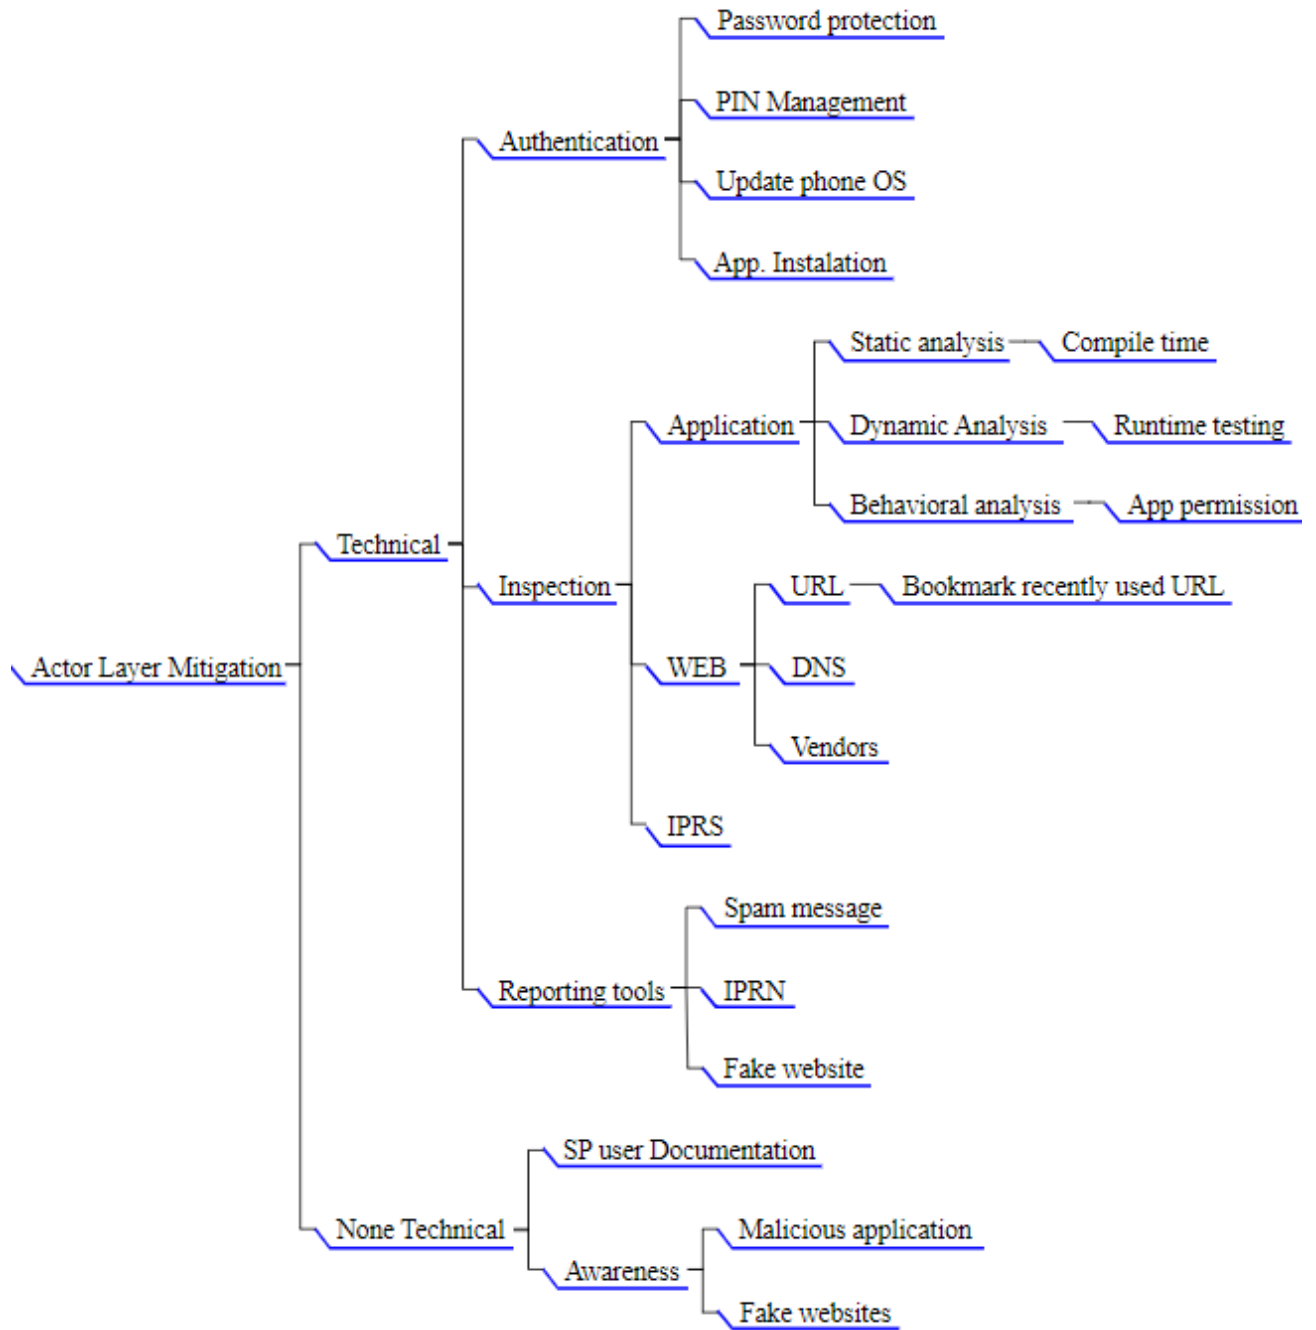 Password protection
PIN Management
Authentication
Update phone OS
App. Instalation
Static analysis
Compile time
Application
Dynamic Analysis
Runtime testing
Behavioral analysis
App permission
Technical
Inspection
URL
Bookmark recently used URL
Actor Layer Mitigation
WEB
DNS
Vendors
IPRS
Spam message
Reporting tools
IPRN
Fake website
SP user Documentation
None Technical
Malicious application
Awareness
Fake websites